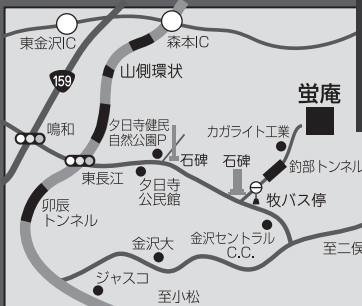 東金沢IC
森本IC
159
山側環状
蛍庵
鳴和
夕日寺健民
自然公園P
石碑
カガライト工業
石碑
釣部トンネル
東長江
夕日寺
公民館
牧バス停
卯辰
トンネル
金沢大
金沢セントラル
C.C.
至二俣
ジャスコ
至小松